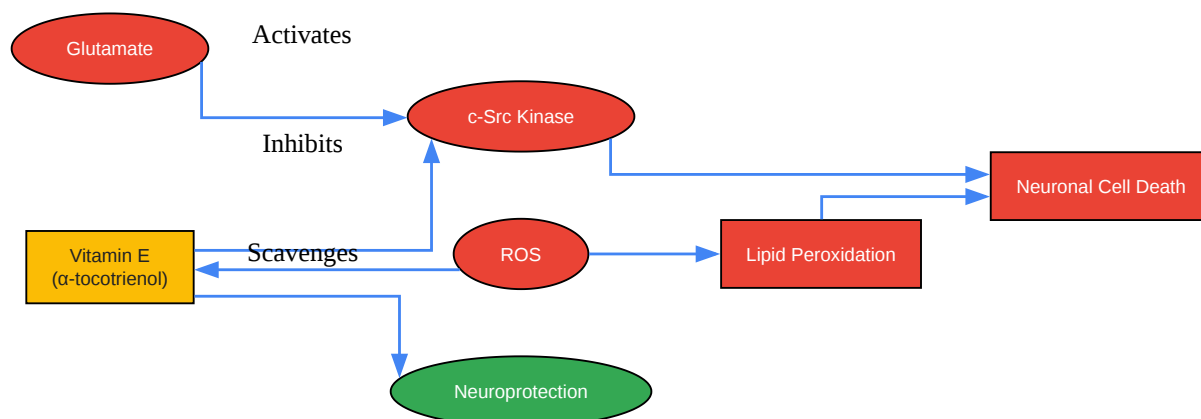 Activates
Glutamate
c-Src Kinase
Inhibits
Neuronal Cell Death
Vitamin E
(α-tocotrienol)
Scavenges
ROS
Lipid Peroxidation
Neuroprotection